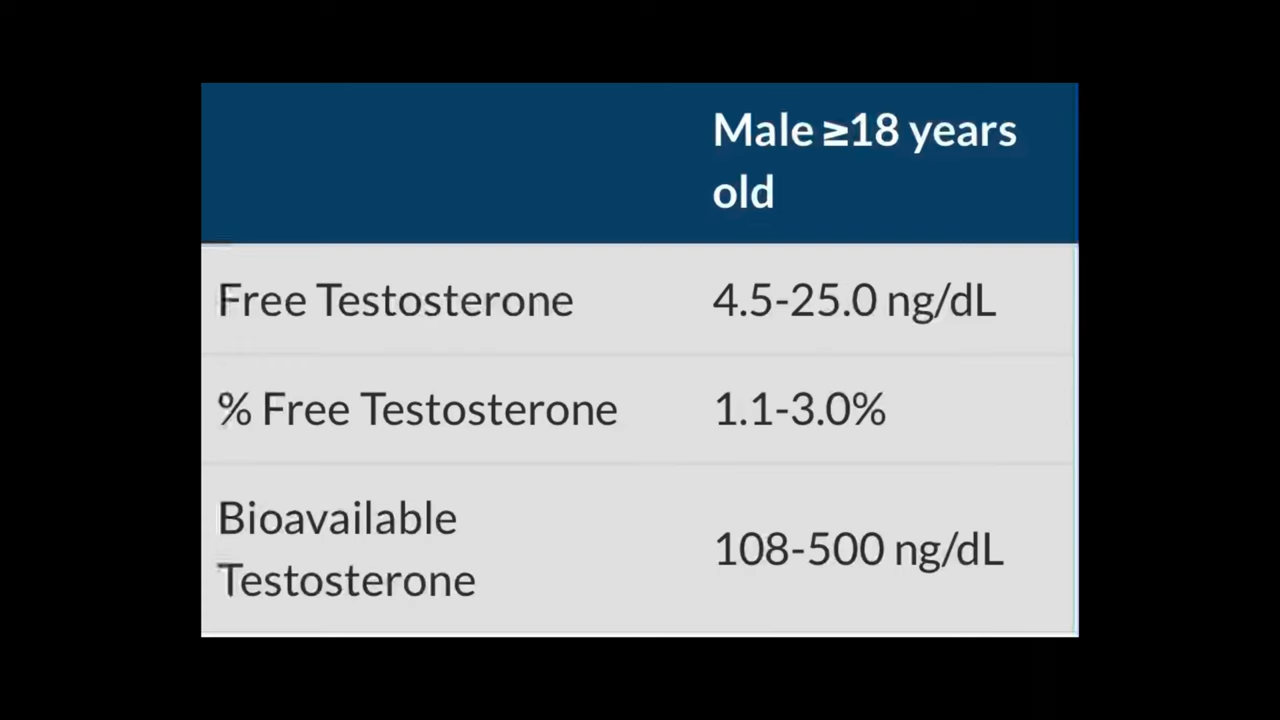 Male ≥18 years
old
Free Testosterone 4.5-25.0 ng/dL
% Free Testosterone 1.1-3.0%
Bioavailable
Testosterone 108-500 ng/dL